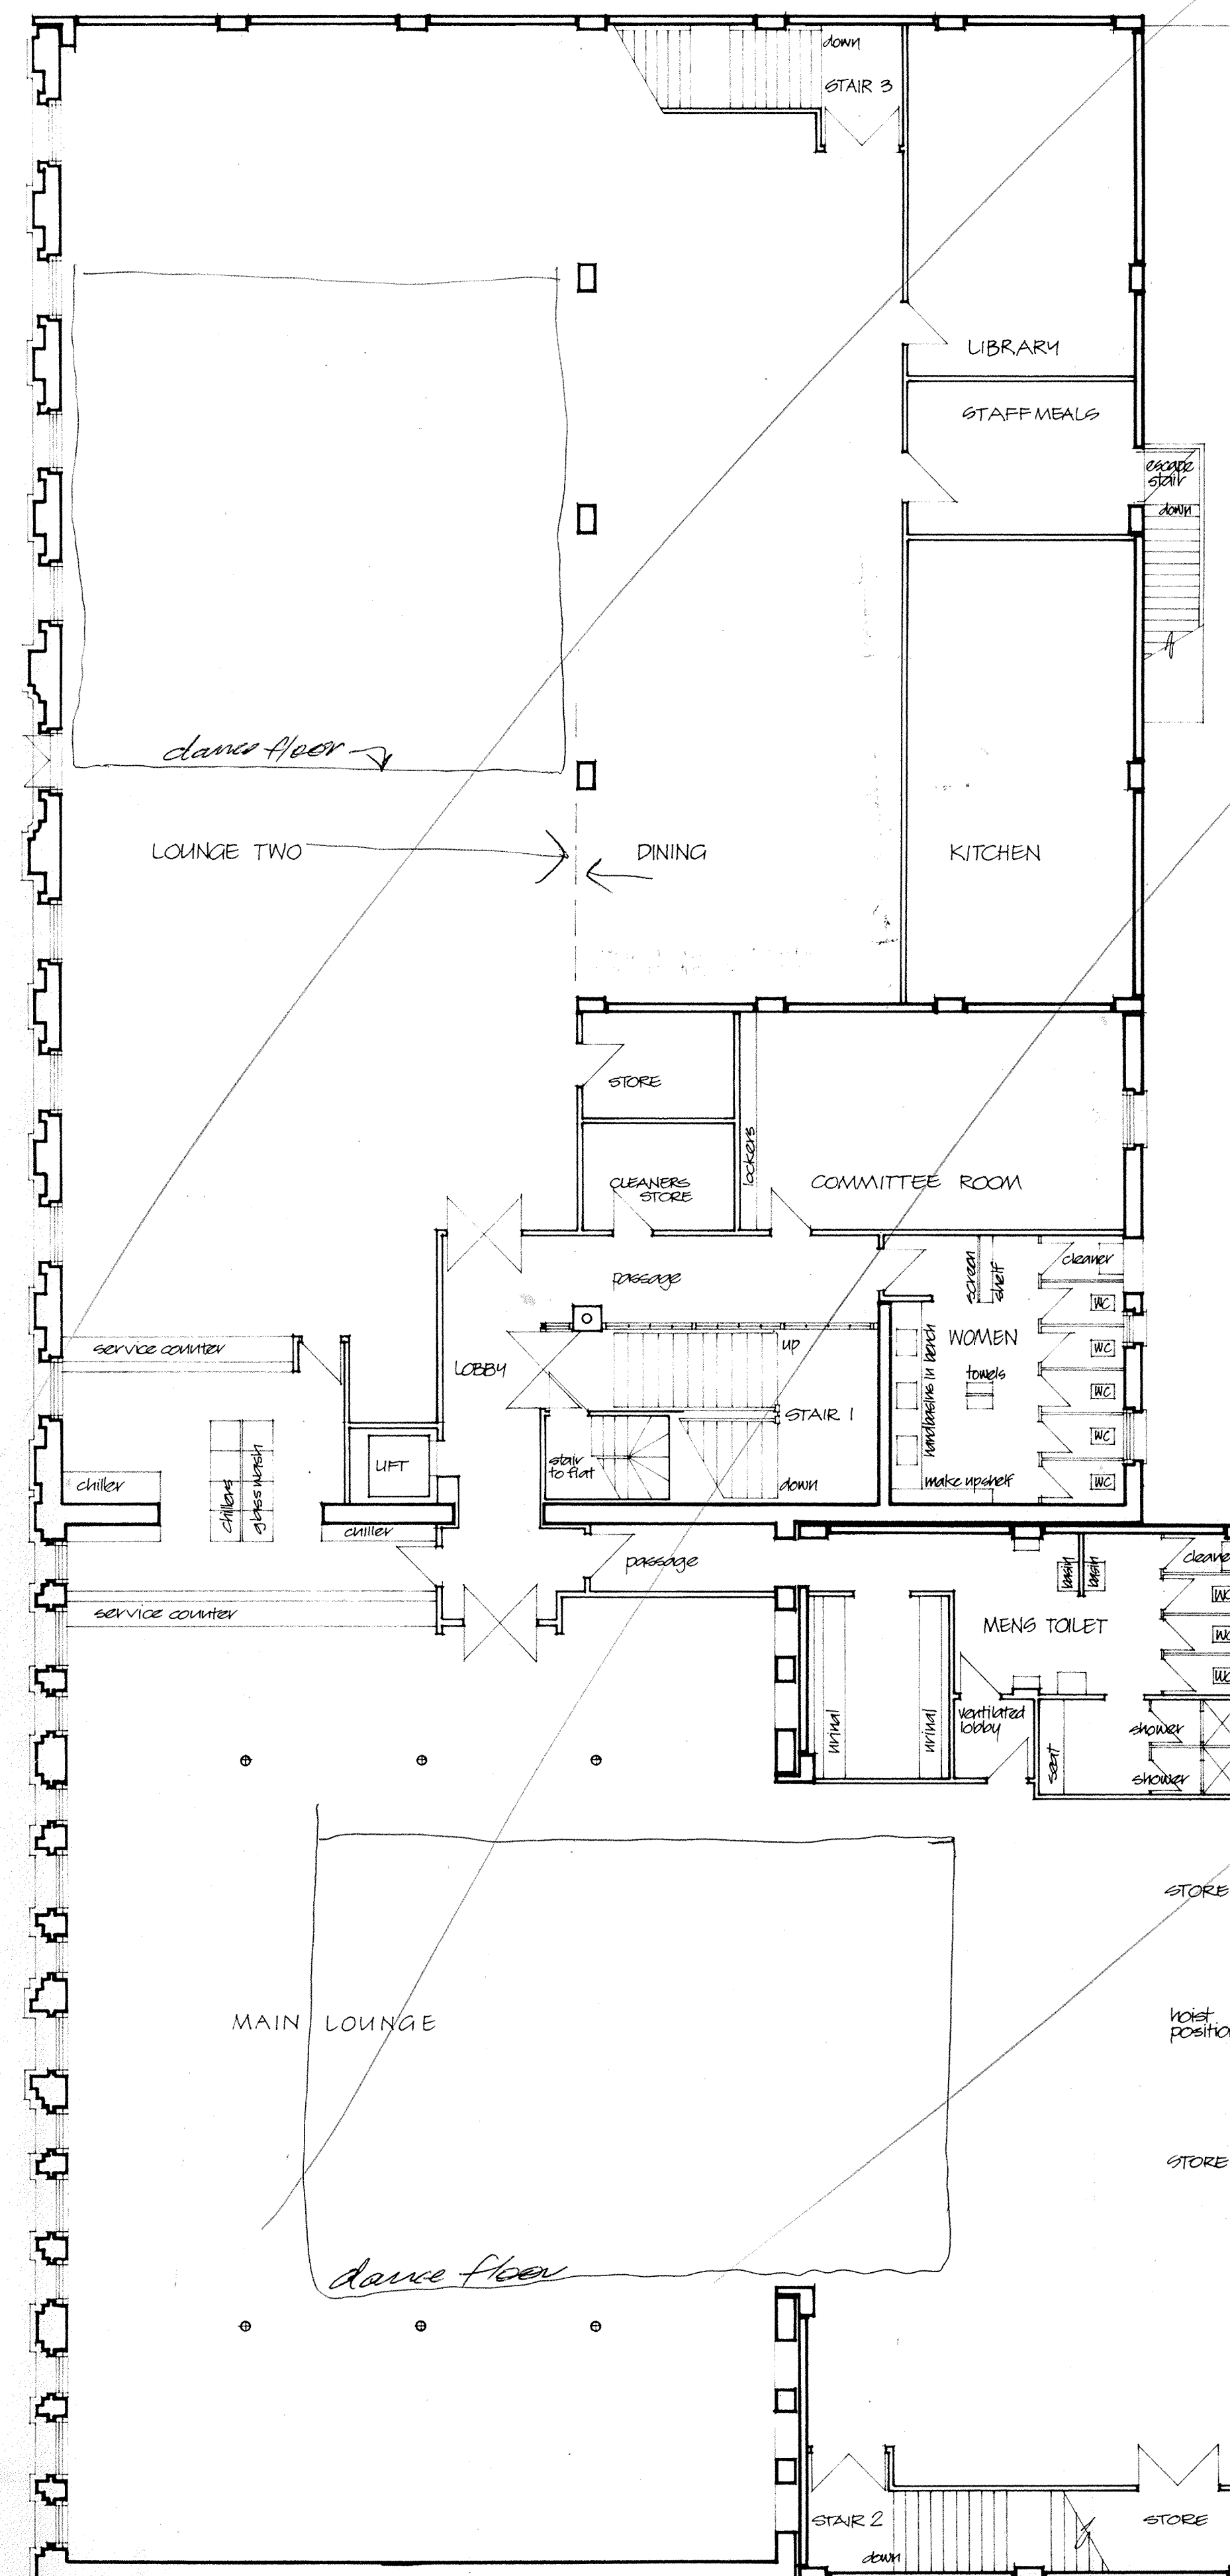 down
STAIR 3
LIBRARY
STAFF MEALS
escape
stair
down
dance floor
LOUNGE TWO
DINING
KITCHEN
STORE
lockers
CLEANERS
STORE
COMMITTEE ROOM
passage
screen
shelf
cleaner
WC
WOMEN
up
service counter
LOBBY
WC
handbasins in bench
towels
WC
STAIR 1
WC
LIFT
stair
to flat
chiller
chillers
glass wash
down
make up shelf
WC
chiller
passage
basin
basin
service counter
MENS TOILET
urinal
urinal
ventilated
lobby
seat
shower
shower
STORE
MAIN LOUNGE
hoist
STORE
dance floor
STAIR 2
STORE
down